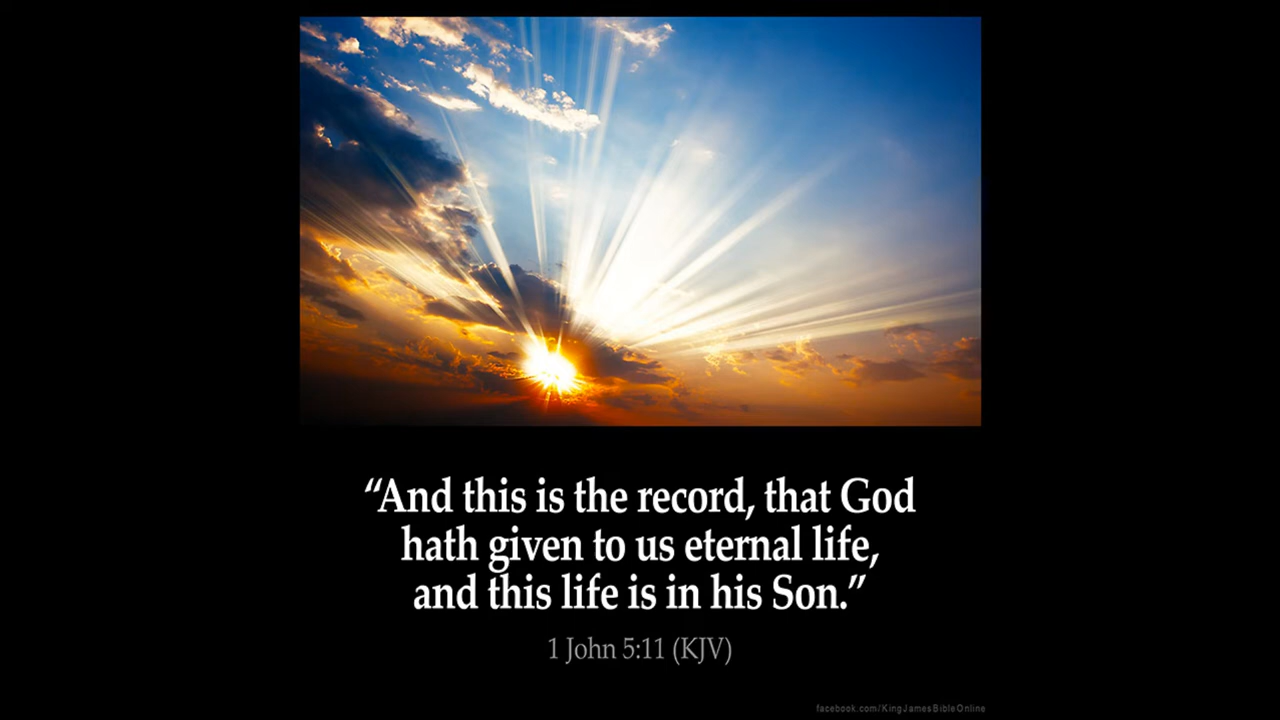 “And this is the record, that God
hath given to us eternal life,
and this life is in his Son.”
1 John 5:11 (KJV)
facebook.com/KingJamesBibleOnline